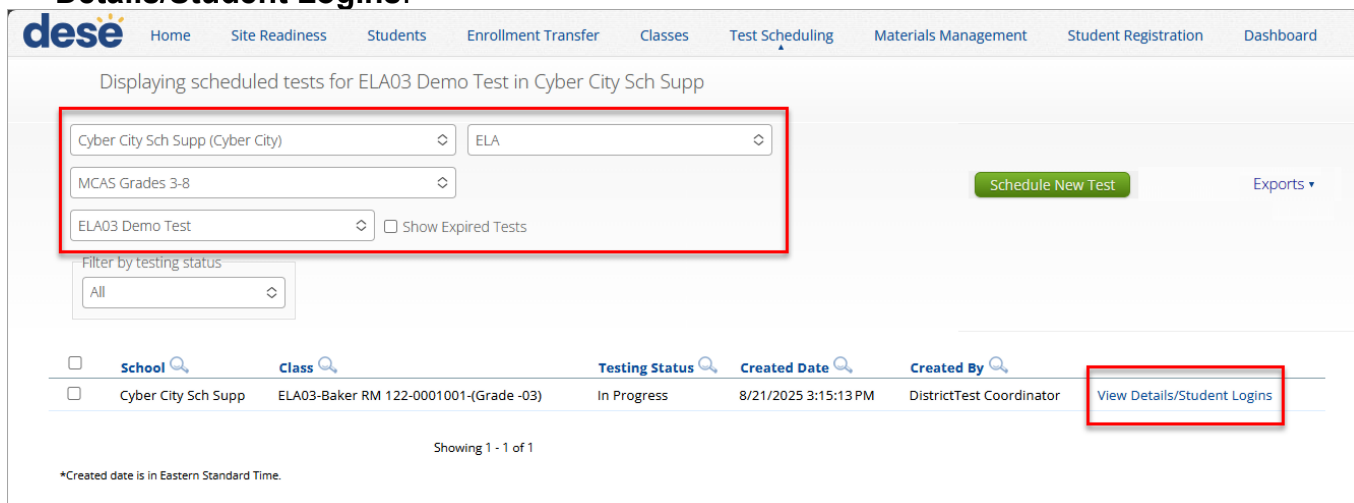 Details/Student Logins.
dese Home Site Readiness Students Enrollment Transfer Classes Test Scheduling Materials Management Student Registration Dashboard
Displaying scheduled tests for ELA03 Demo Test in Cyber City Sch Supp
Cyber City Sch Supp (Cyber City) ELA
MCAS Grades 3-8 Schedule New Test Exports
ELA03 Demo Test Show Expired Tests
Filter by testing status
All
School Class Testing Status Created Date Created By
Cyber City Sch Supp ELA03-Baker RM 122-0001001-(Grade -03) In Progress 8/21/2025 3:15:13 PM DistrictTest Coordinator View Details/Student Logins
Showing 1 - 1 of 1
*Created date is in Eastern Standard Time.